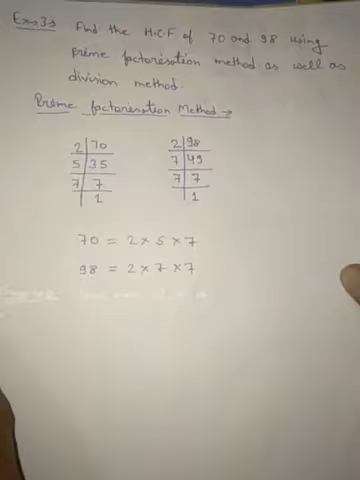 Ex:-3:> Find the H.C.F. of 70 and 98 using
prime factorisation method as well as
division method.
Prime factorisation Method →
2 | 70
5 | 35
7 | 7
1
2 | 98
7 | 49
7 | 7
1
70 = 2 × 5 × 7
98 = 2 × 7 × 7